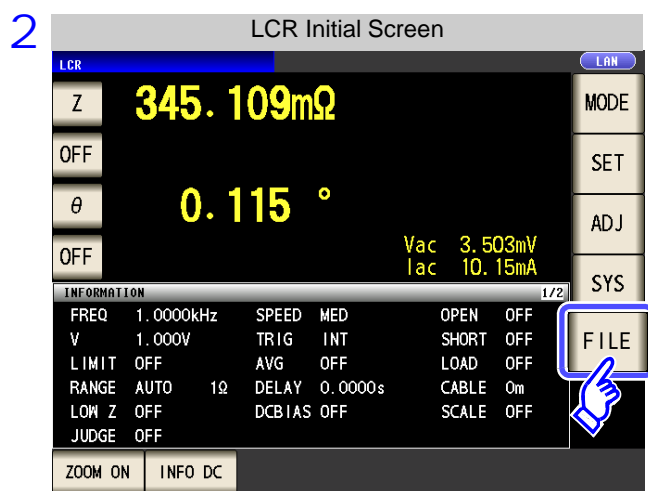 2
LCR Initial Screen
LCR
LAN
Z 345.109mΩ
MODE
OFF
SET
θ 0.115 °
ADJ
OFF
Vac 3.503mV
Iac 10.15mA
SYS
INFORMATION 1/2
FREQ 1.0000kHz SPEED MED OPEN OFF
V 1.000V TRIG INT SHORT OFF
FILE
LIMIT OFF AVG OFF LOAD OFF
RANGE AUTO 1Ω DELAY 0.0000s CABLE 0m
LOW Z OFF DCBIAS OFF SCALE OFF
JUDGE OFF
ZOOM ON INFO DC